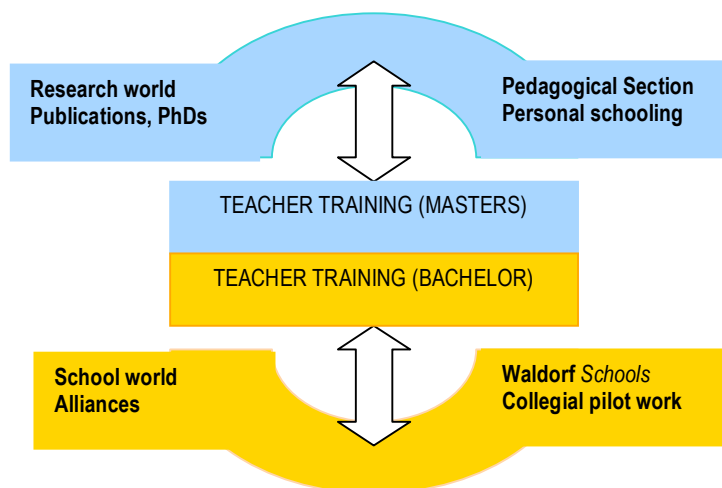 Research world
Publications, PhDs
Pedagogical Section
Personal schooling
TEACHER TRAINING (MASTERS)
TEACHER TRAINING (BACHELOR)
School world
Alliances
Waldorf Schools
Collegial pilot work